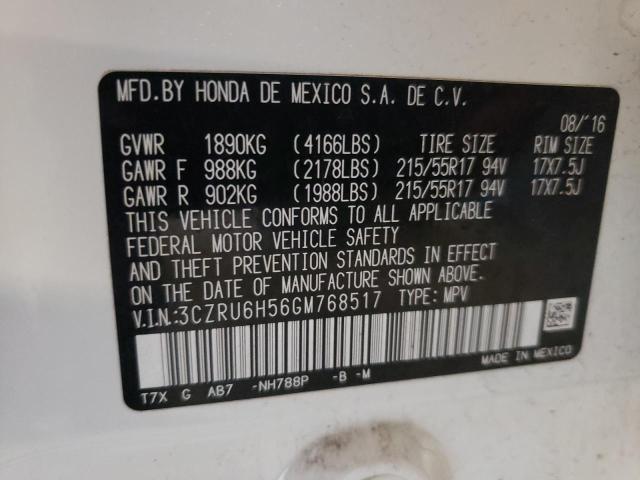 MFD.BY HONDA DE MEXICO S.A. DE C.V.
08/'16
GVWR 1890KG (4166LBS) TIRE SIZE RIM SIZE
GAWR F 988KG (2178LBS) 215/55R17 94V 17X7.5J
GAWR R 902KG (1988LBS) 215/55R17 94V 17X7.5J
THIS VEHICLE CONFORMS TO ALL APPLICABLE
FEDERAL MOTOR VEHICLE SAFETY
AND THEFT PREVENTION STANDARDS IN EFFECT
ON THE DATE OF MANUFACTURE SHOWN ABOVE.
V.I.N:3CZRU6H56GM768517 TYPE: MPV
MADE IN MEXICO
T7X G AB7 -NH788P -B -M